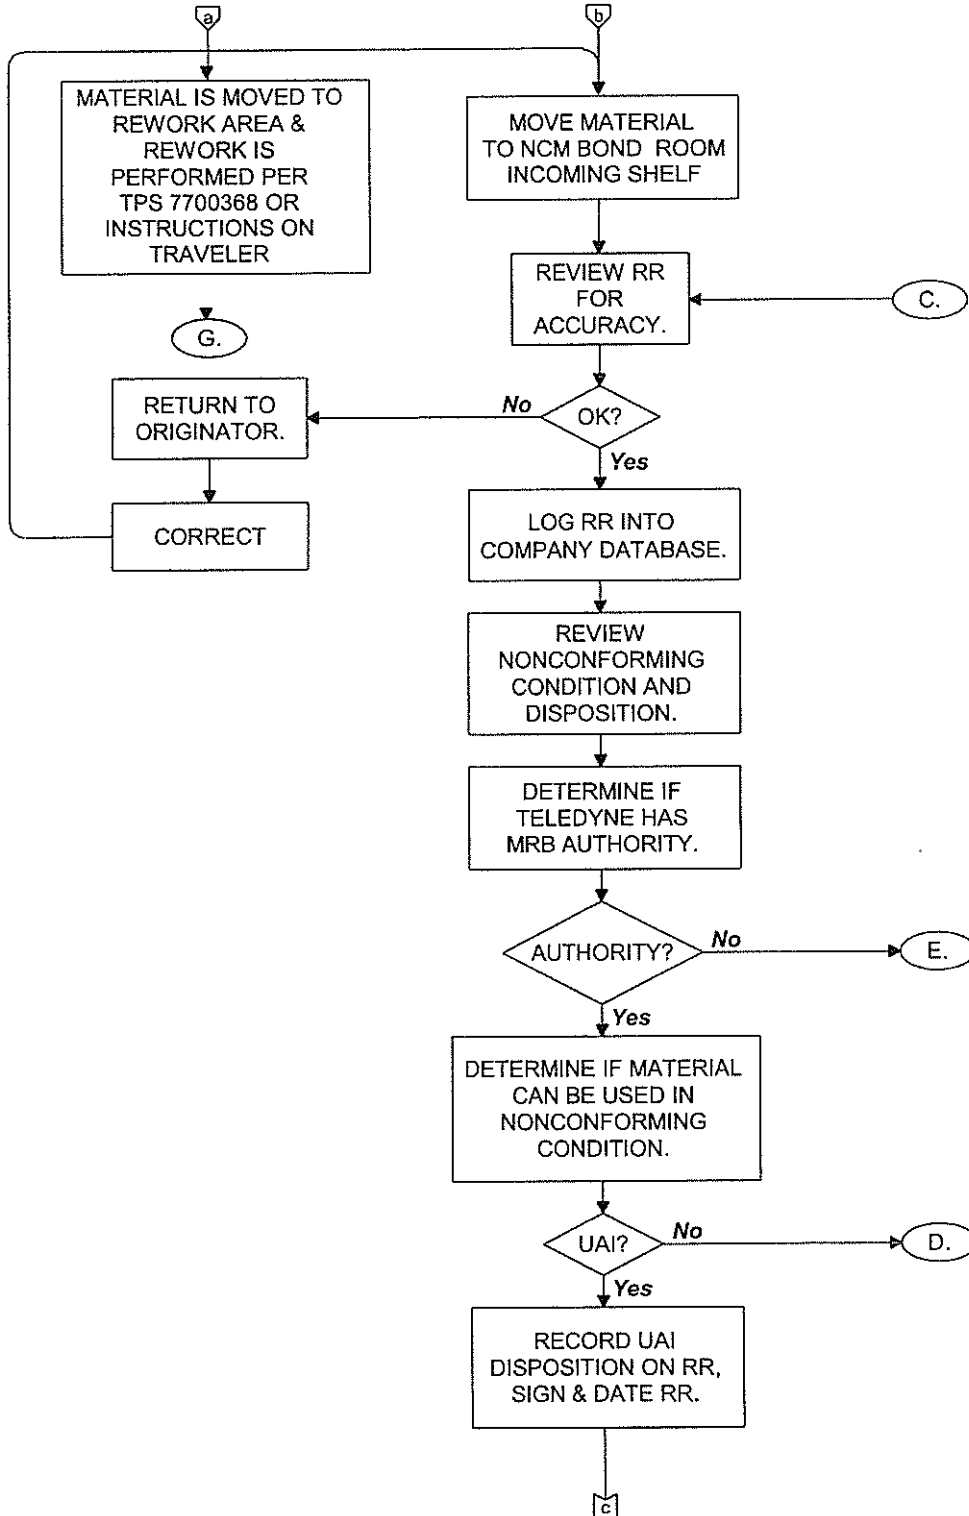 a
b
MATERIAL IS MOVED TO
REWORK AREA &
REWORK IS
PERFORMED PER
TPS 7700368 OR
INSTRUCTIONS ON
TRAVELER
MOVE MATERIAL
TO NCM BOND ROOM
INCOMING SHELF
REVIEW RR
FOR
ACCURACY.
C.
G.
RETURN TO
ORIGINATOR.
No
OK?
Yes
CORRECT
LOG RR INTO
COMPANY DATABASE.
REVIEW
NONCONFORMING
CONDITION AND
DISPOSITION.
DETERMINE IF
TELEDYNE HAS
MRB AUTHORITY.
AUTHORITY?
No
E.
Yes
DETERMINE IF MATERIAL
CAN BE USED IN
NONCONFORMING
CONDITION.
UAI?
No
D.
Yes
RECORD UAI
DISPOSITION ON RR,
SIGN & DATE RR.
c